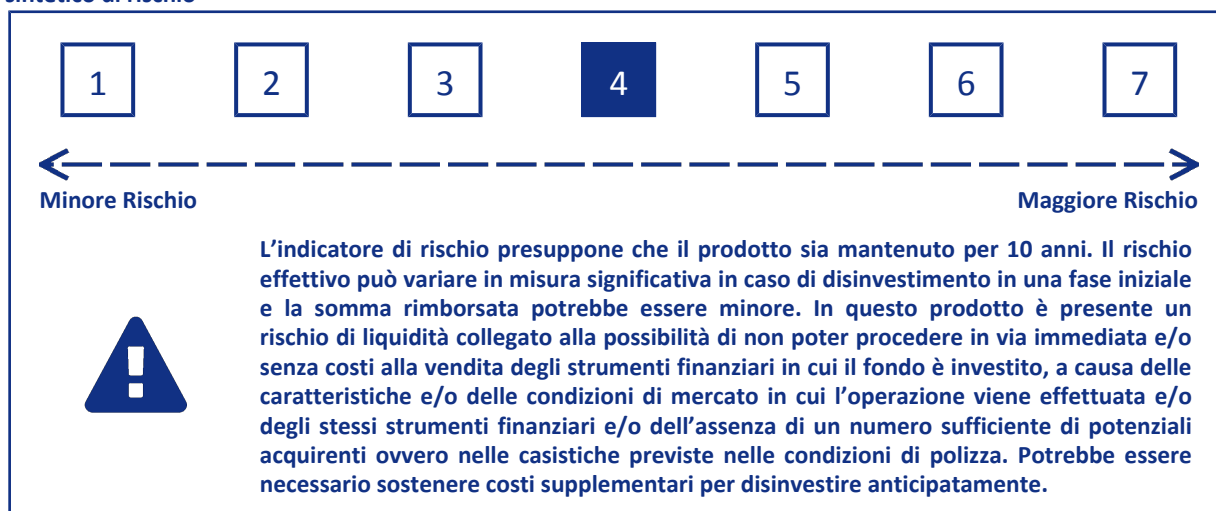 sintetico di rischio
1 2 3 4 5 6 7
Minore Rischio Maggiore Rischio
L’indicatore di rischio presuppone che il prodotto sia mantenuto per 10 anni. Il rischio
effettivo può variare in misura significativa in caso di disinvestimento in una fase iniziale
e la somma rimborsata potrebbe essere minore. In questo prodotto è presente un
rischio di liquidità collegato alla possibilità di non poter procedere in via immediata e/o
senza costi alla vendita degli strumenti finanziari in cui il fondo è investito, a causa delle
caratteristiche e/o delle condizioni di mercato in cui l’operazione viene effettuata e/o
degli stessi strumenti finanziari e/o dell’assenza di un numero sufficiente di potenziali
acquirenti ovvero nelle casistiche previste nelle condizioni di polizza. Potrebbe essere
necessario sostenere costi supplementari per disinvestire anticipatamente.